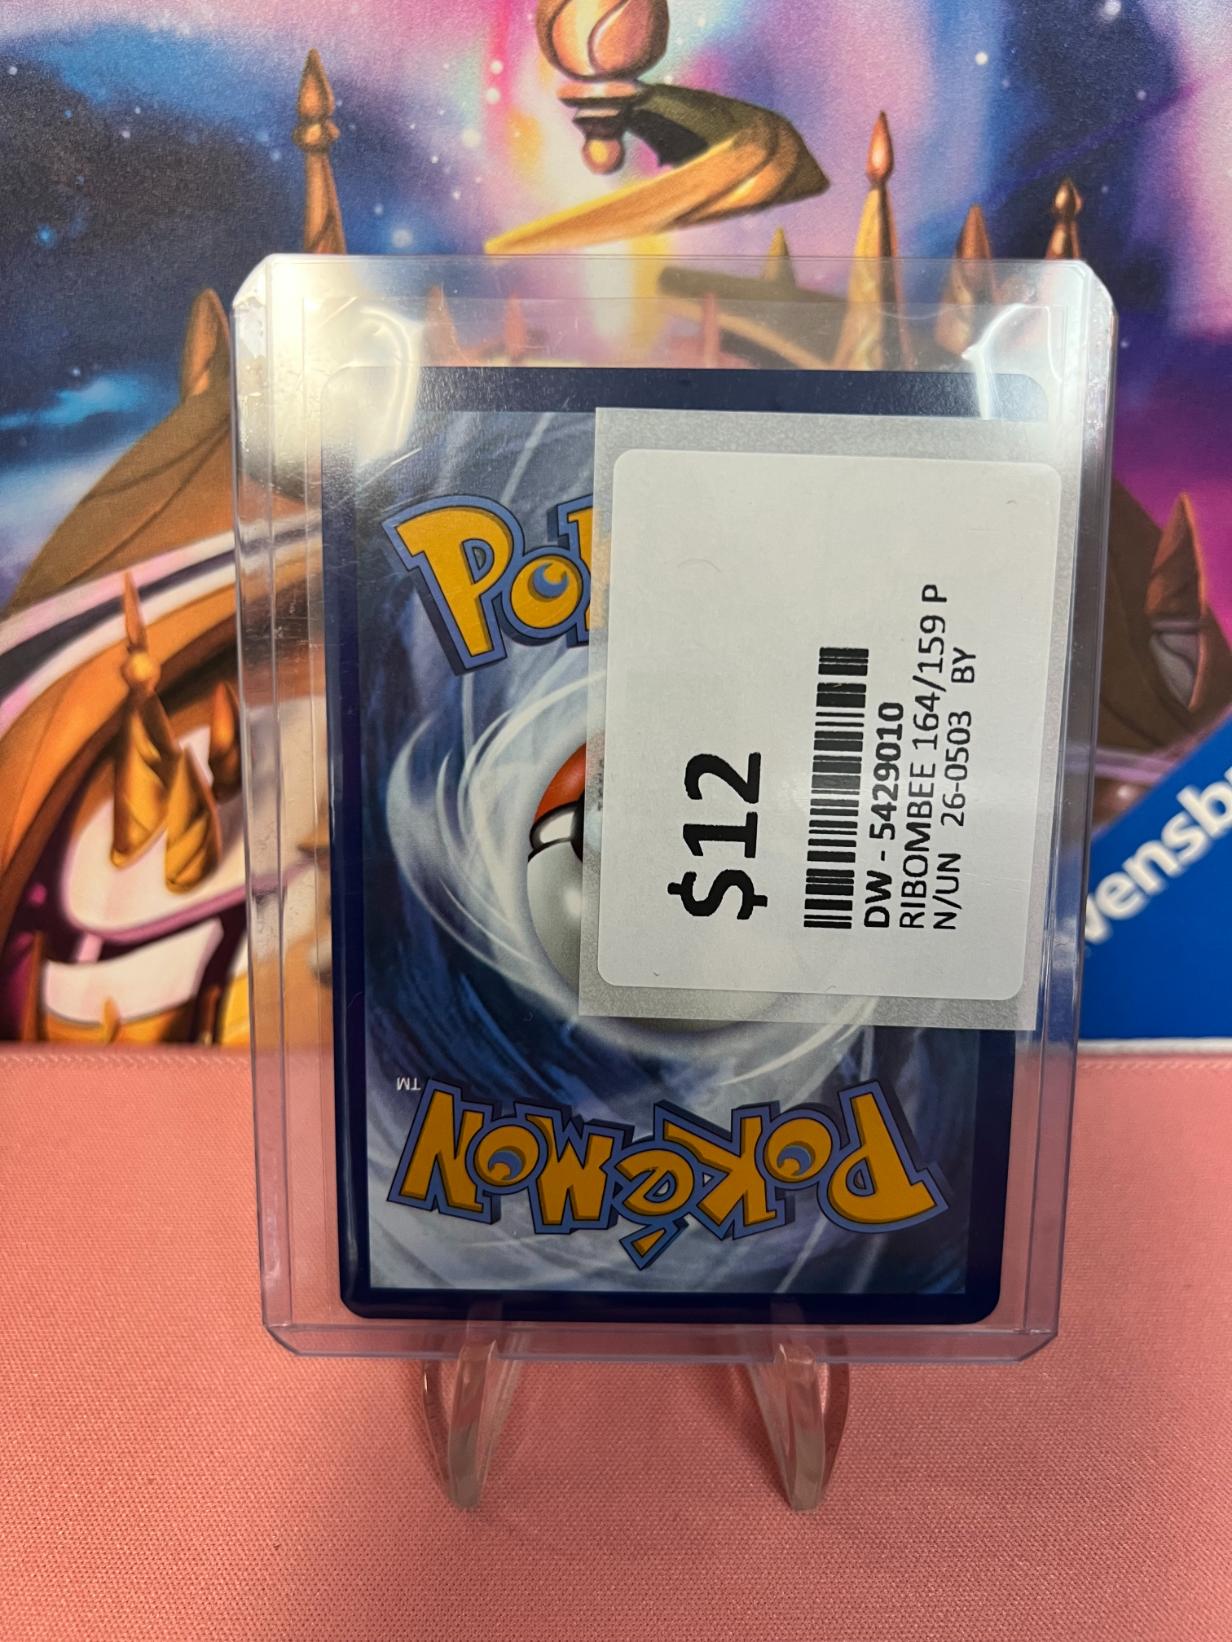 Po
$12
DW - 5429010
RIBOMBEE 164/159 P
N/UN 26-0503 BY
vensb
POKéMON
TM